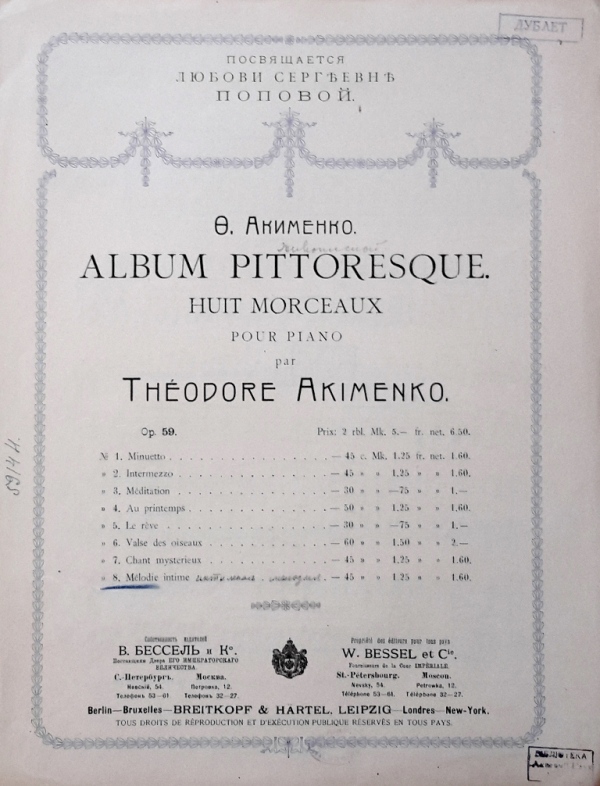 ДУБЛЕТ
ПОСВЯЩАЕТСЯ
ЛЮБОВИ СЕРГѢЕВНѢ
ПОПОВОЙ.
Ѳ. АКИМЕНКО.
ALBUM PITTORESQUE.
HUIT MORCEAUX
POUR PIANO
par
THÉODORE AKIMENKO.
Op. 59. Prix: 2 rbl. Mk. 5.— fr. net. 6.50.
№ 1. Minuetto — 45 c. Mk. 1.25 fr. net. 1.60.
» 2. Intermezzo — 45 » » 1.25 » » 1.60.
» 3. Méditation — 30 » » —75 » » 1.—
» 4. Au printemps — 50 » » 1.25 » » 1.60.
» 5. Le rêve — 30 » » —75 » » 1.—
» 6. Valse des oiseaux — 60 » » 1.50 » » 2.—
» 7. Chant mysterieux — 45 » » 1.25 » » 1.60.
» 8. Mélodie intime — 45 » » 1.25 » » 1.60.
Собственность издателей
В. БЕССЕЛЬ и Ко.
Поставщики Двора ЕГО ИМПЕРАТОРСКАГО
ВЕЛИЧЕСТВА
С.-Петербургъ. Москва.
Невскій, 54. Петровка, 12.
Телефонъ 53—81. Телефонъ 32—27.
Propriété des éditeurs pour tous pays
W. BESSEL et Cie.
Fournisseurs de la Cour IMPÉRIALE.
St.-Pétersbourg. Moscou.
Nevsky, 54. Petrowka, 12.
Téléphone 53—81. Téléphone 32—27.
Berlin—Bruxelles—BREITKOPF & HÄRTEL, LEIPZIG—Londres—New-York.
TOUS DROITS DE RÉPRODUCTION ET D'EXÉCUTION PUBLIQUE RÉSERVÉS EN TOUS PAYS.
БИБЛИОТЕКА